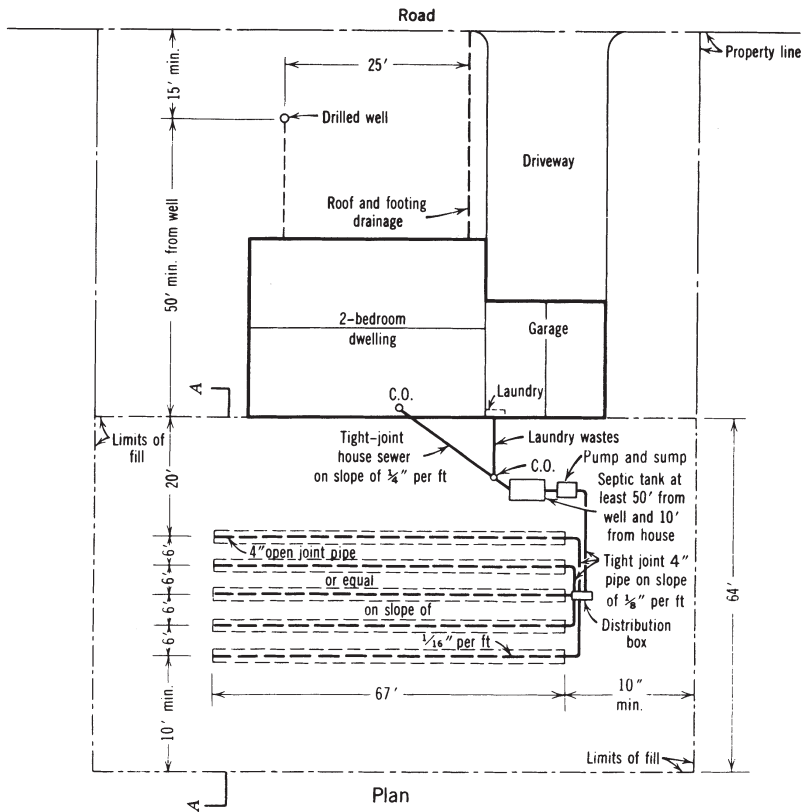 Road
Property line
15' min.
25'
Drilled well
Driveway
Roof and footing
drainage
50' min. from well
2-bedroom
dwelling
Garage
A
C.O.
Laundry
Limits of
fill
Tight-joint
house sewer
on slope of 1/4" per ft
Laundry wastes
C.O.
Pump and sump
Septic tank at
least 50' from
well and 10'
from house
20'
4" open joint pipe
or equal
on slope of
1/16" per ft
6'
6'
6'
6'
Tight joint 4"
pipe on slope
of 1/8" per ft
Distribution
box
64'
67'
10"
min.
10' min.
Limits of fill
A
Plan